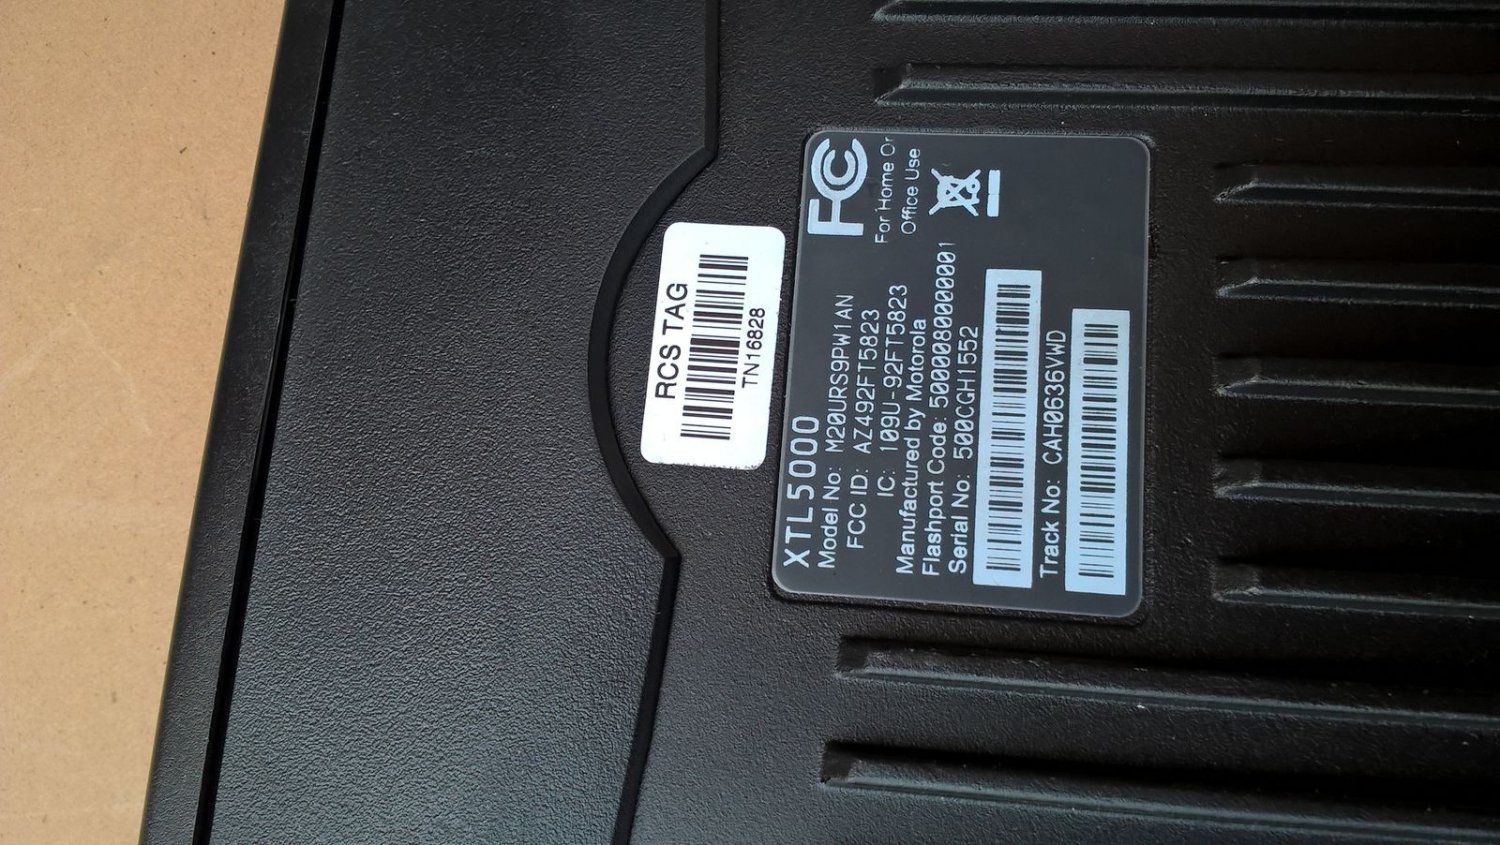 RCS TAG
TN16828
XTL5000
Model No: M20URS9PW1AN
FCC ID: AZ492FT5823
IC: 109U-92FT5823
Manufactured by Motorola
Flashport Code: 5000080000001
Serial No: 500CGH1552
Track No: CAH0636VWD
FC
For Home Or
Office Use